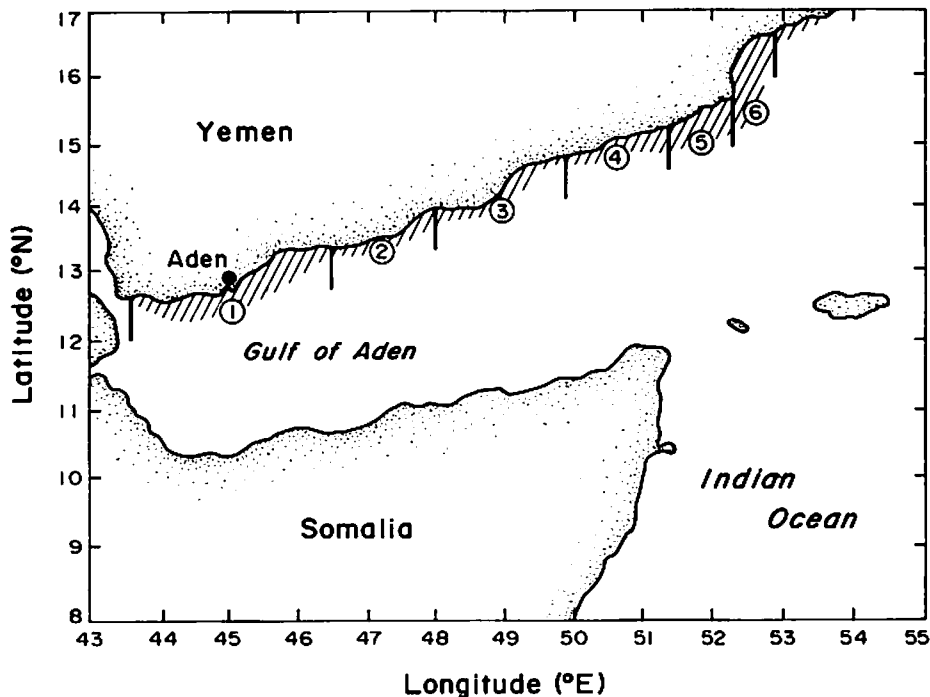 17
16
15
14
13
12
11
10
9
8
Latitude (°N)
Yemen
Aden
1
2
3
4
5
6
Gulf of Aden
Somalia
Indian
Ocean
43 44 45 46 47 48 49 50 51 52 53 54 55
Longitude (°E)